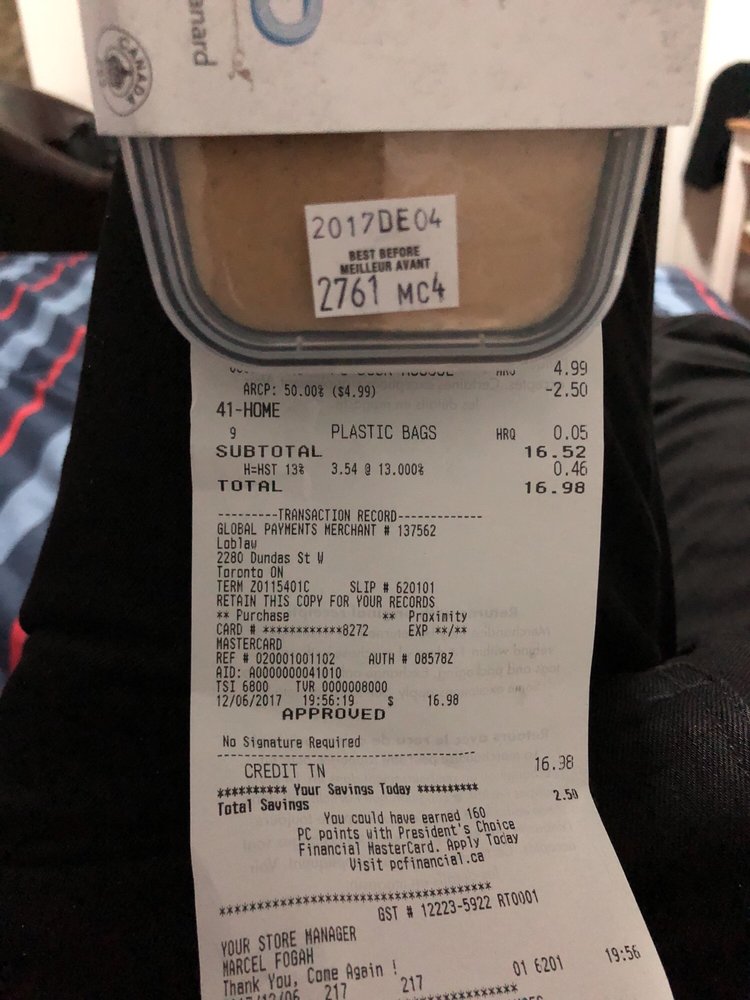 anard
CANADA
2017DE04
BEST BEFORE
MEILLEUR AVANT
2761 MC4
4.99
ARCP: 50.00% ($4.99) -2.50
41-HOME
9 PLASTIC BAGS HRQ 0.05
SUBTOTAL 16.52
H=HST 13% 3.54 @ 13.000% 0.46
TOTAL 16.98
---------TRANSACTION RECORD-------------
GLOBAL PAYMENTS MERCHANT # 137562
Loblaw
2280 Dundas St W
Toronto ON
TERM Z0115401C SLIP # 620101
RETAIN THIS COPY FOR YOUR RECORDS
** Purchase ** Proximity
CARD # ************8272 EXP **/**
MASTERCARD
REF # 020001001102 AUTH # 08578Z
AID: A0000000041010
TSI 6800 TVR 0000008000
12/06/2017 19:56:19 $ 16.98
APPROVED
No Signature Required
----------------------------------------
CREDIT TN 16.98
********** Your Savings Today **********
Total Savings 2.50
You could have earned 160
PC points with President's Choice
Financial MasterCard. Apply Today
Visit pcfinancial.ca
****************************************
GST # 12223-5922 RT0001
YOUR STORE MANAGER
MARCEL FOGAH
Thank You, Come Again !
01 6201 19:56
217 217